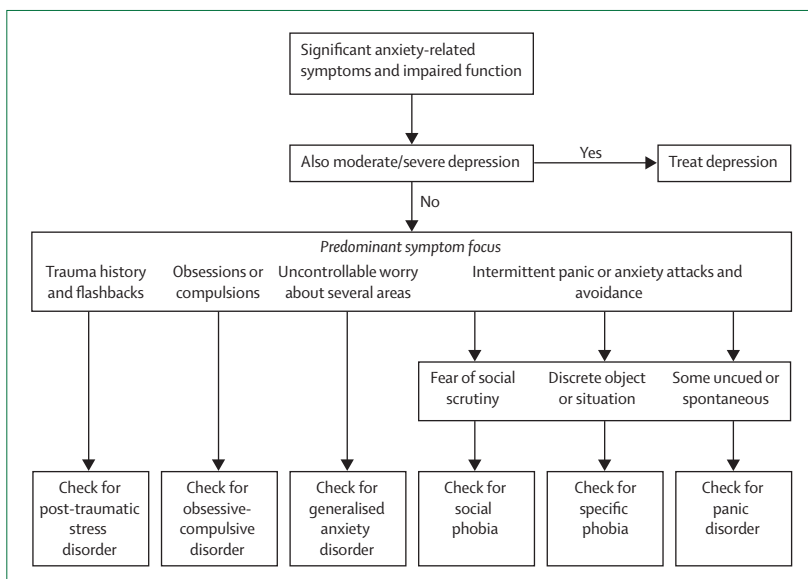 Significant anxiety-related
symptoms and impaired function
Also moderate/severe depression
Yes
Treat depression
No
Predominant symptom focus
Trauma history
and flashbacks
Obsessions or
compulsions
Uncontrollable worry
about several areas
Intermittent panic or anxiety attacks and
avoidance
Fear of social
scrutiny
Discrete object
or situation
Some uncued or
spontaneous
Check for
post-traumatic
stress
disorder
Check for
obsessive-
compulsive
disorder
Check for
generalised
anxiety
disorder
Check for
social
phobia
Check for
specific
phobia
Check for
panic
disorder